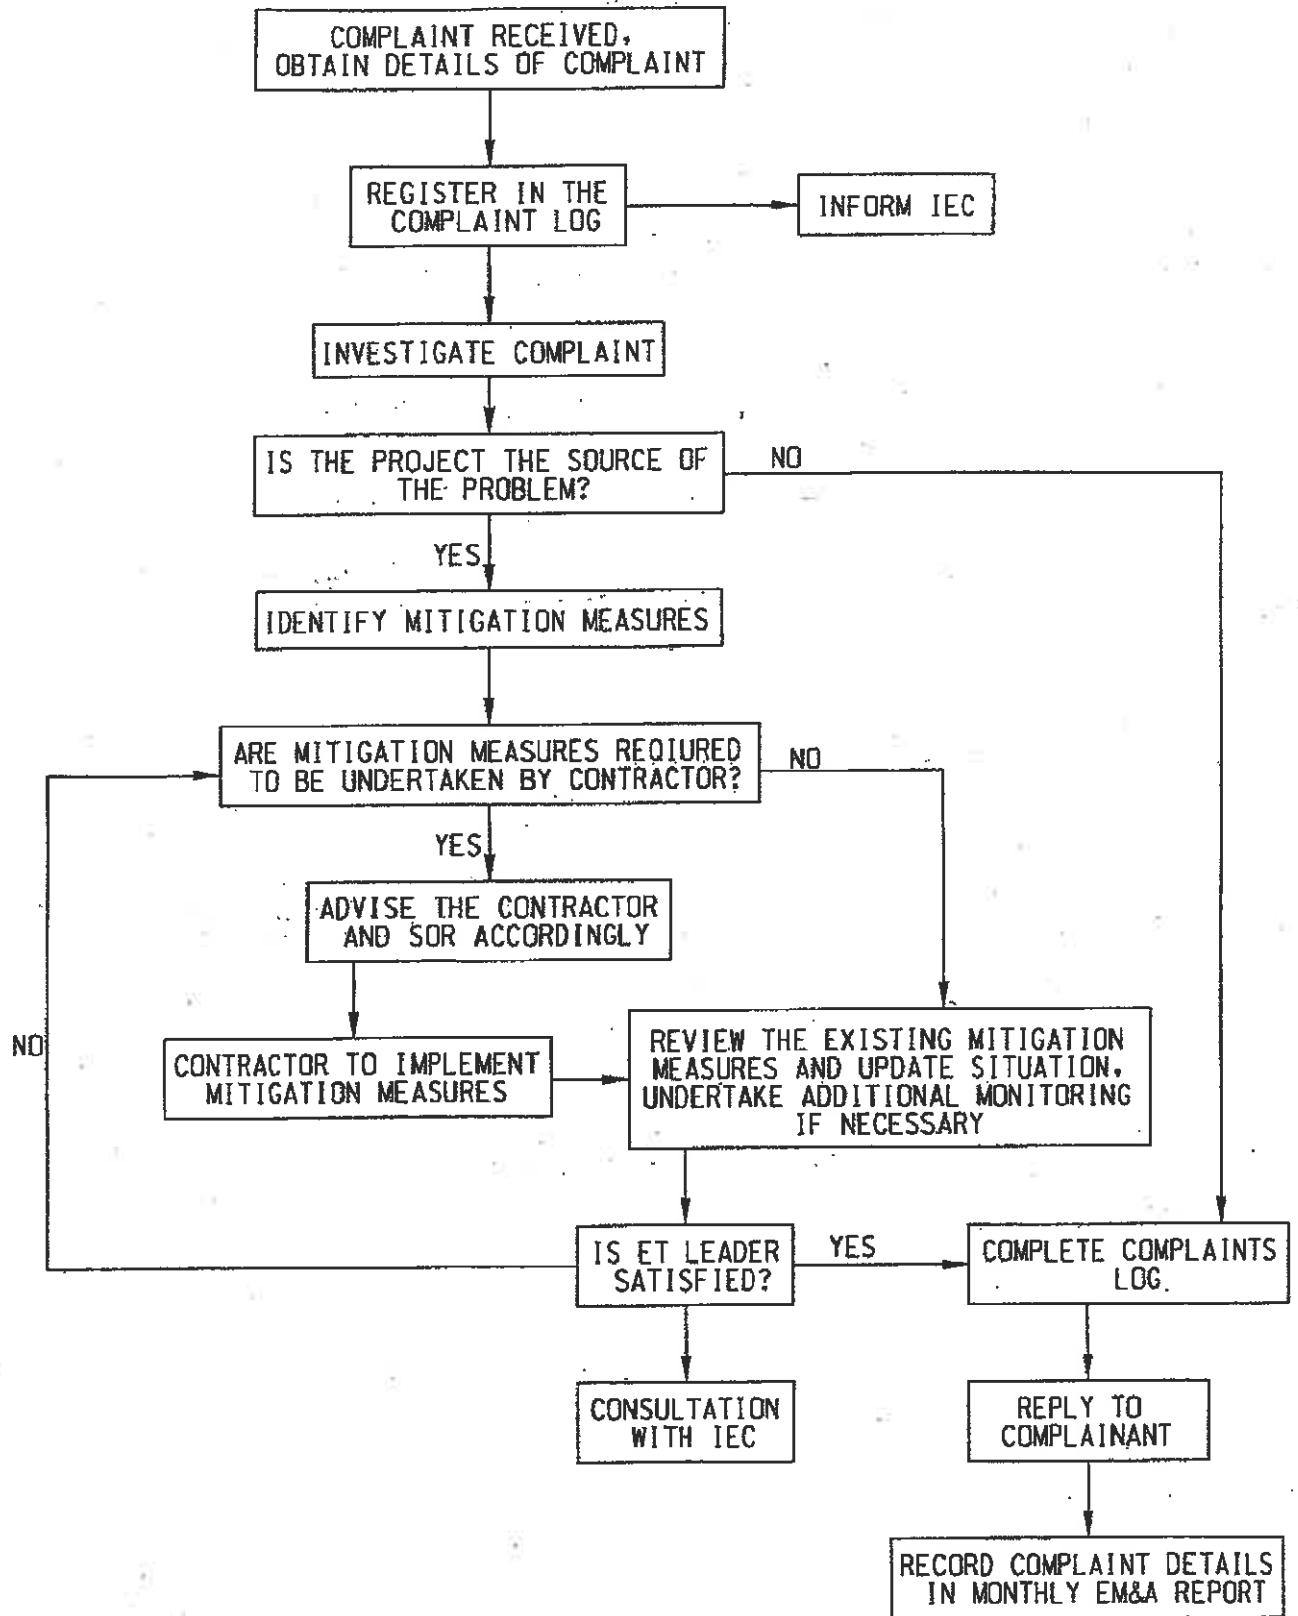 COMPLAINT RECEIVED,
OBTAIN DETAILS OF COMPLAINT
REGISTER IN THE
COMPLAINT LOG
INFORM IEC
INVESTIGATE COMPLAINT
IS THE PROJECT THE SOURCE OF
THE PROBLEM?
NO
YES
IDENTIFY MITIGATION MEASURES
ARE MITIGATION MEASURES REQIURED
TO BE UNDERTAKEN BY CONTRACTOR?
NO
YES
ADVISE THE CONTRACTOR
AND SOR ACCORDINGLY
NO
CONTRACTOR TO IMPLEMENT
MITIGATION MEASURES
REVIEW THE EXISTING MITIGATION
MEASURES AND UPDATE SITUATION,
UNDERTAKE ADDITIONAL MONITORING
IF NECESSARY
IS ET LEADER
SATISFIED?
YES
COMPLETE COMPLAINTS
LOG.
CONSULTATION
WITH IEC
REPLY TO
COMPLAINANT
RECORD COMPLAINT DETAILS
IN MONTHLY EM&A REPORT